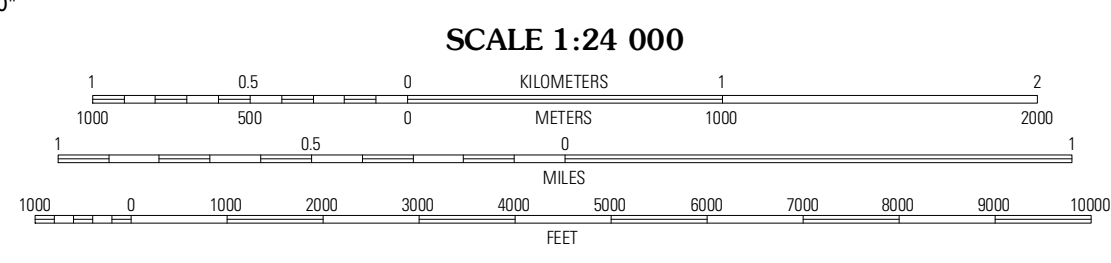 0"
SCALE 1:24 000
1 0.5 0 KILOMETERS 1 2
1000 500 0 METERS 1000 2000
1 0.5 0 1
MILES
1000 0 1000 2000 3000 4000 5000 6000 7000 8000 9000 10000
FEET